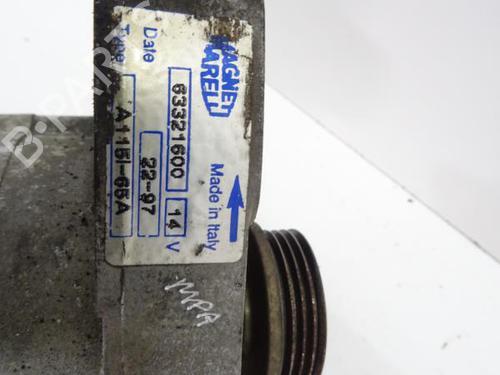 MAGNETI
MARELLI
63321600 14 V
Date 22-97
Type A115I-65A
Made in Italy
MPA
B-PARTS